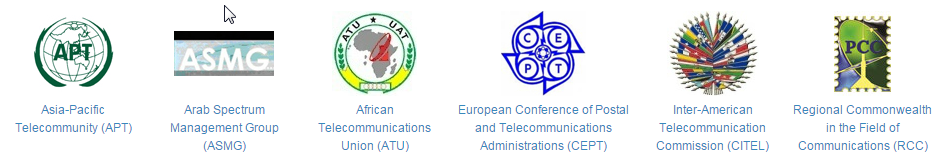 APT
ASMG
ATU UAT
C E
P T
PCC
Asia-Pacific
Telecommunity (APT)
Arab Spectrum
Management Group
(ASMG)
African
Telecommunications
Union (ATU)
European Conference of Postal
and Telecommunications
Administrations (CEPT)
Inter-American
Telecommunication
Commission (CITEL)
Regional Commonwealth
in the Field of
Communications (RCC)